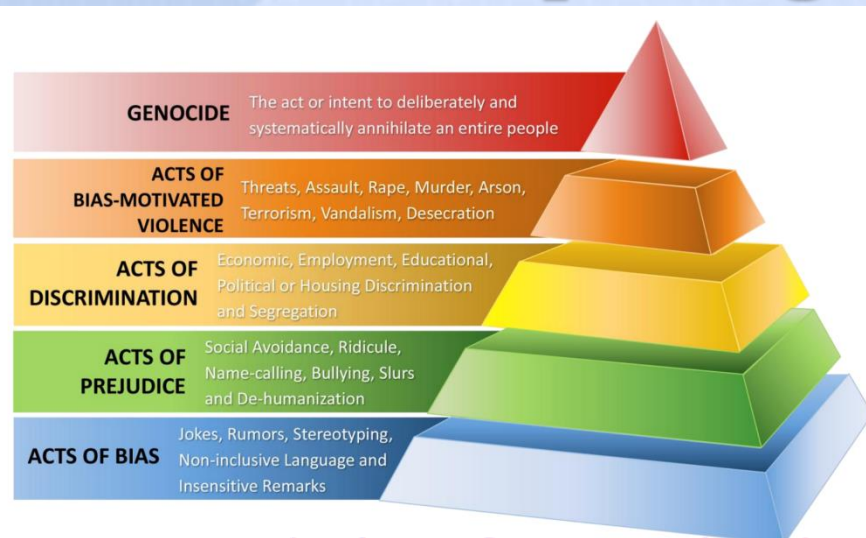 GENOCIDE
The act or intent to deliberately and
systematically annihilate an entire people
ACTS OF
BIAS-MOTIVATED
VIOLENCE
Threats, Assault, Rape, Murder, Arson,
Terrorism, Vandalism, Desecration
ACTS OF
DISCRIMINATION
Economic, Employment, Educational,
Political or Housing Discrimination
and Segregation
ACTS OF
PREJUDICE
Social Avoidance, Ridicule,
Name-calling, Bullying, Slurs
and De-humanization
ACTS OF BIAS
Jokes, Rumors, Stereotyping,
Non-inclusive Language and
Insensitive Remarks